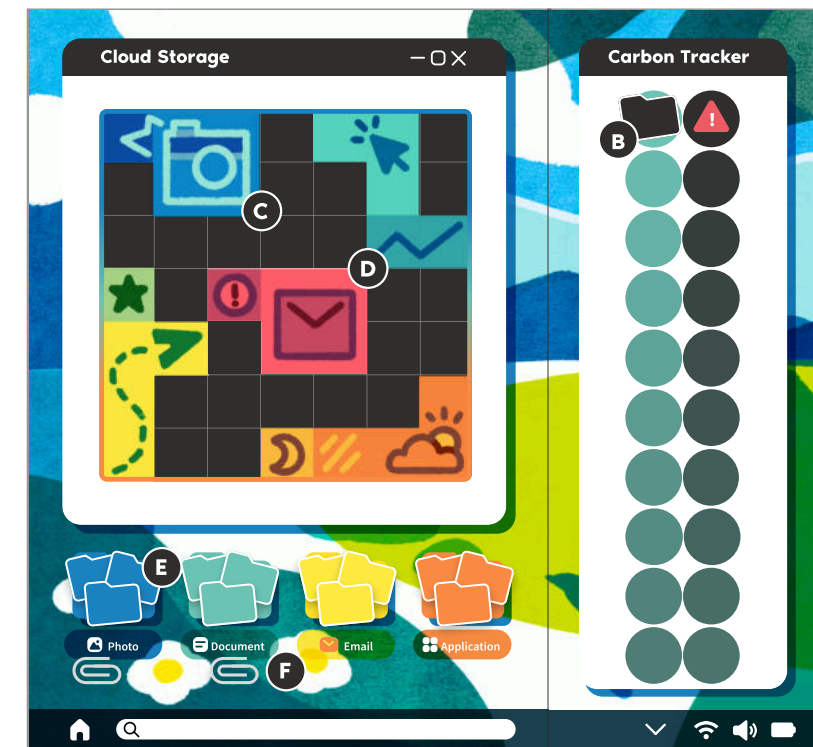 Cloud Storage
Carbon Tracker
B
!
C
D
!
E
Photo
Document
Email
Application
F